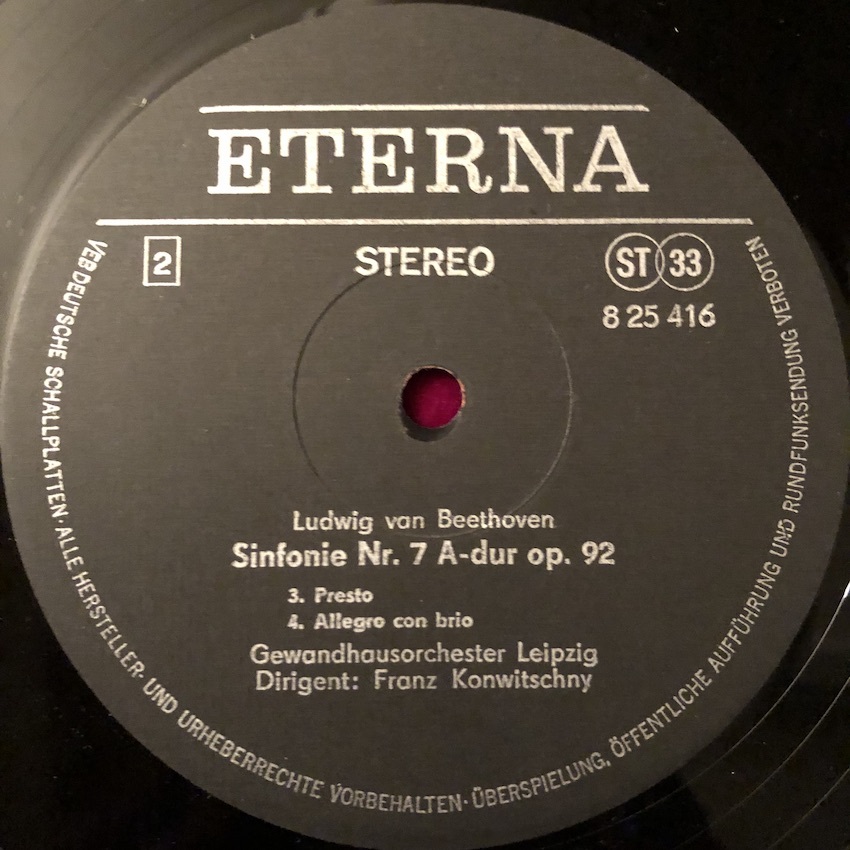 ETERNA
2
STEREO
ST 33
8 25 416
Ludwig van Beethoven
Sinfonie Nr. 7 A-dur op. 92
3. Presto
4. Allegro con brio
Gewandhausorchester Leipzig
Dirigent: Franz Konwitschny
VEB DEUTSCHE SCHALLPLATTEN · ALLE HERSTELLER- UND URHEBERRECHTE VORBEHALTEN · ÜBERSPIELUNG, ÖFFENTLICHE AUFFÜHRUNG UND RUNDFUNKSENDUNG VERBOTEN